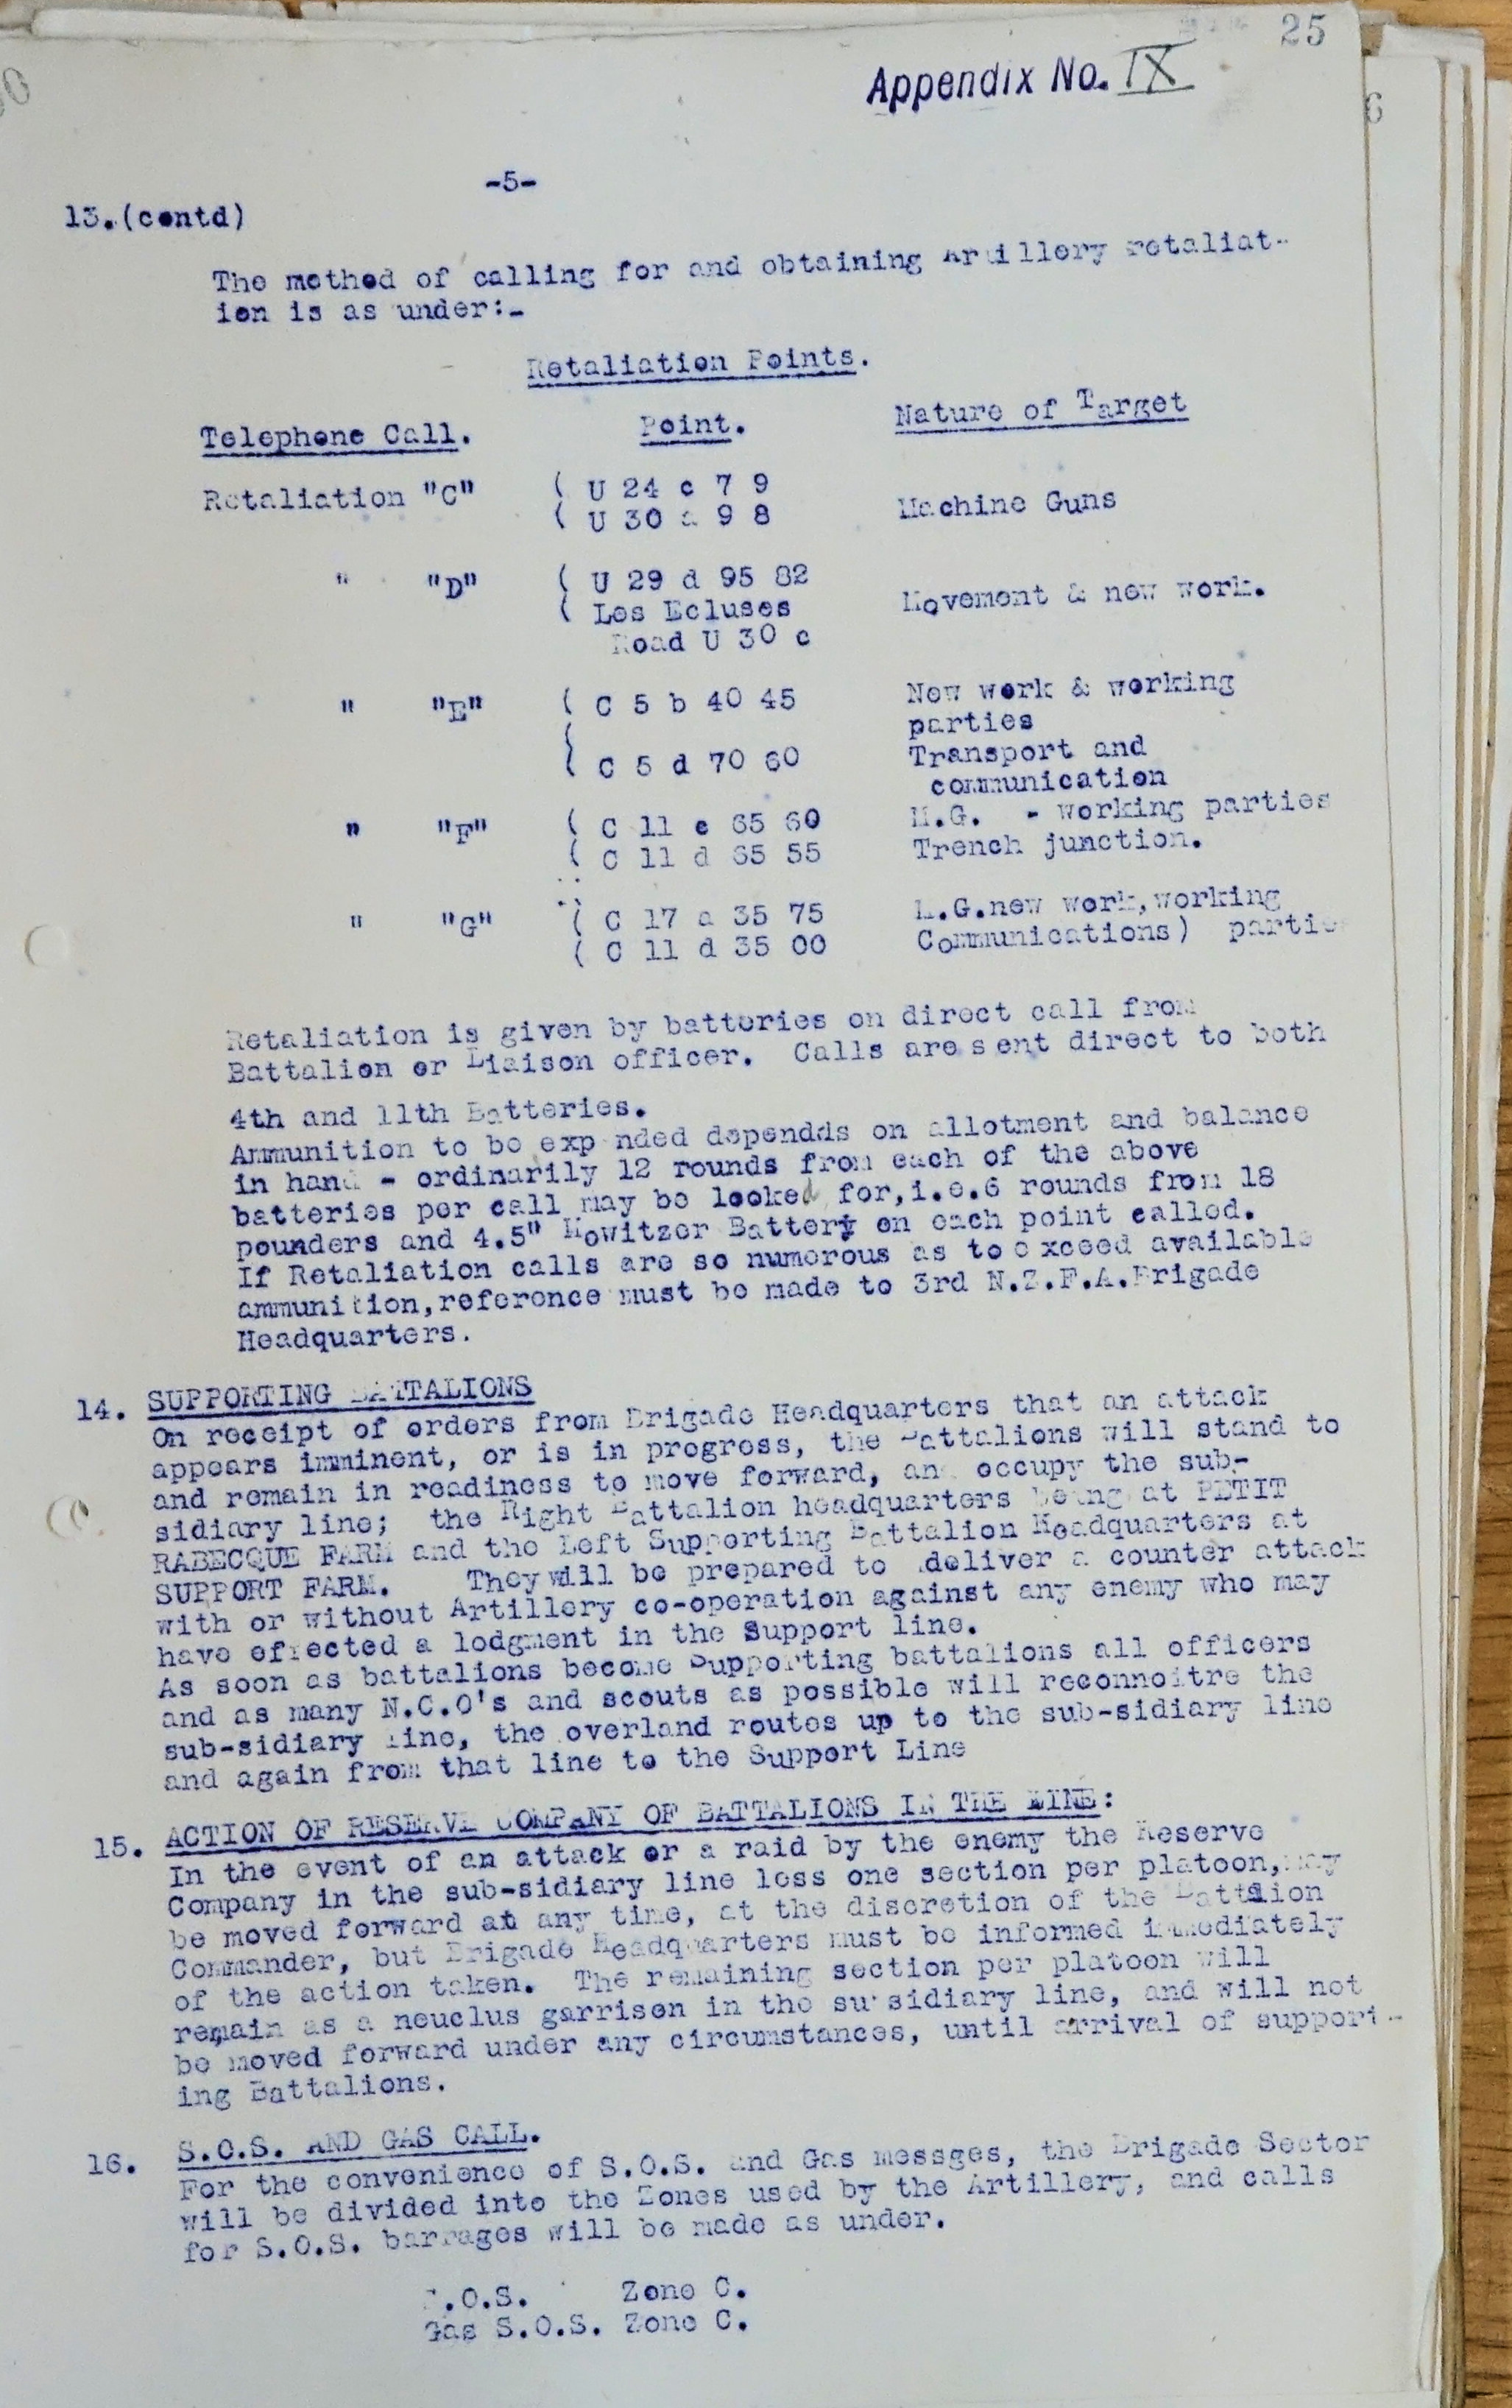 25
Appendix No. IX
6
-5-
13.(contd)
The method of calling for and obtaining Artillery retaliat-
ion is as under:-
Retaliation Points.
Telephone Call. Point. Nature of Target
Retaliation "C" ( U 24 c 7 9
( U 30 a 9 8 Machine Guns
" "D" ( U 29 d 95 82
( Les Ecluses Movement & new work.
Road U 30 c
" "E" ( C 5 b 40 45 New work & working
( parties
( C 5 d 70 60 Transport and
communication
" "F" ( C 11 c 65 60 M.G. - working parties
( C 11 d 65 55 Trench junction.
" "G" ( C 17 a 35 75 M.G.new work,working
( C 11 d 35 00 Communications) partie
Retaliation is given by batteries on direct call from
Battalion or Liaison officer. Calls are sent direct to both
4th and 11th Batteries.
Ammunition to be exp nded dependds on allotment and balance
in hand - ordinarily 12 rounds from each of the above
batteries per call may be looked for,i.e.6 rounds from 18
pounders and 4.5" Howitzer Battery on each point called.
If Retaliation calls are so numerous as to exceed available
ammunition,reference must be made to 3rd N.Z.F.A.Brigade
Headquarters.
14. SUPPORTING BATTALIONS
On receipt of orders from Brigade Headquarters that an attack
appears imminent, or is in progress, the Battalions will stand to
and remain in readiness to move forward, and occupy the sub-
sidiary line; the Right Battalion headquarters being at PETIT
RABECQUE FARM and the Left Supporting Battalion Headquarters at
SUPPORT FARM. They will be prepared to deliver a counter attack
with or without Artillery co-operation against any enemy who may
have effected a lodgment in the Support line.
As soon as battalions become Supporting battalions all officers
and as many N.C.O's and scouts as possible will reconnoitre the
sub-sidiary line, the overland routes up to the sub-sidiary line
and again from that line to the Support Line
15. ACTION OF RESERVE COMPANY OF BATTALIONS IN THE LINE:
In the event of an attack or a raid by the enemy the Reserve
Company in the sub-sidiary line less one section per platoon,may
be moved forward at any time, at the discretion of the Battalion
Commander, but Brigade Headquarters must be informed immediately
of the action taken. The remaining section per platoon will
remain as a neuclus garrison in the su sidiary line, and will not
be moved forward under any circumstances, until arrival of support-
ing Battalions.
16. S.O.S. AND GAS CALL.
For the convenience of S.O.S. and Gas messges, the Brigade Sector
will be divided into the Zones used by the Artillery, and calls
for S.O.S. barrages will be made as under.
S.O.S. Zone C.
Gas S.O.S. Zone C.